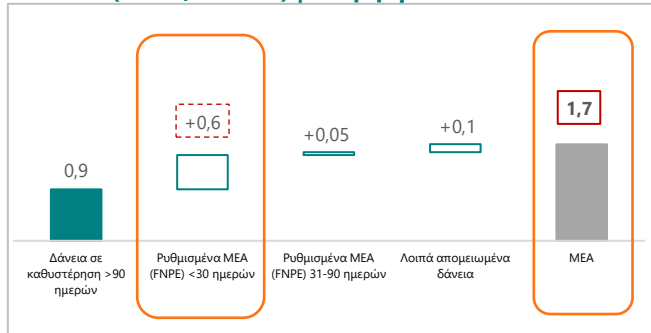 0,9
+0,6
+0,05
+0,1
1,7
Δάνεια σε
καθυστέρηση >90
ημερών
Ρυθμισμένα ΜΕΑ
(FNPE) <30 ημερών
Ρυθμισμένα ΜΕΑ
(FNPE) 31-90 ημερών
Λοιπά απομειωμένα
δάνεια
ΜΕΑ